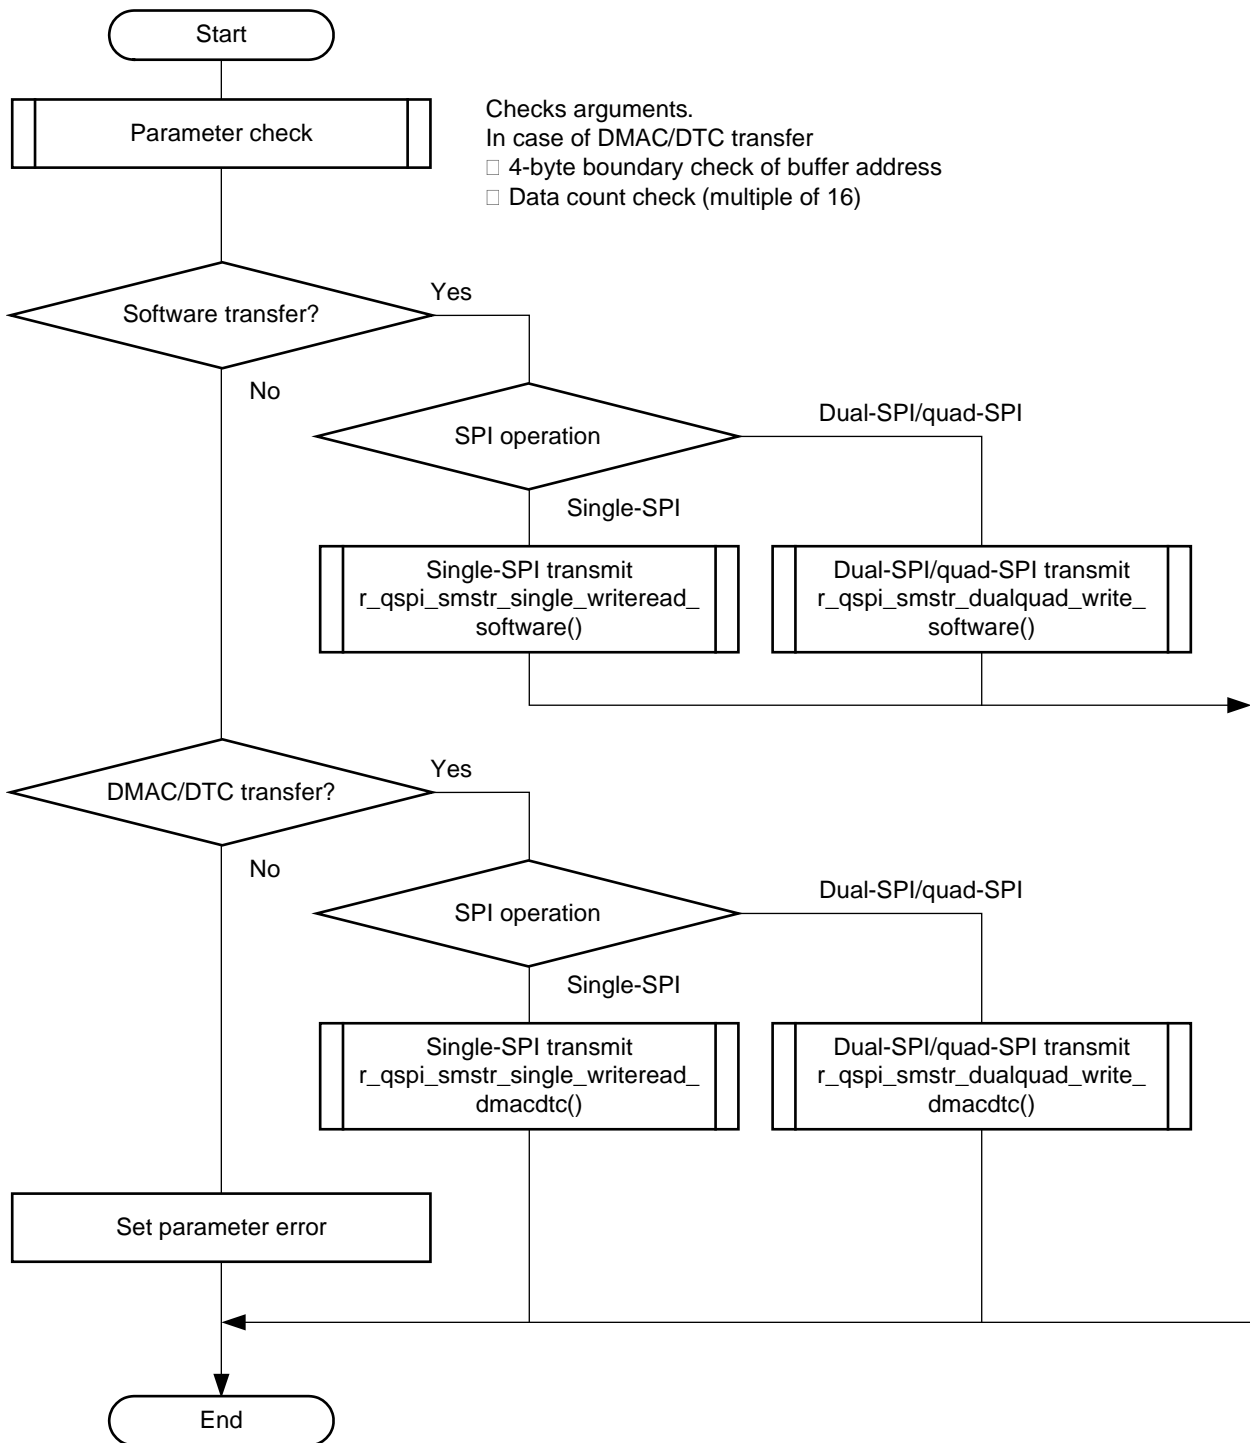 Start
Parameter check
Checks arguments.
In case of DMAC/DTC transfer
□ 4-byte boundary check of buffer address
□ Data count check (multiple of 16)
Software transfer?
Yes
No
SPI operation
Dual-SPI/quad-SPI
Single-SPI
Single-SPI transmit
r_qspi_smstr_single_writeread_
software()
Dual-SPI/quad-SPI transmit
r_qspi_smstr_dualquad_write_
software()
DMAC/DTC transfer?
Yes
No
SPI operation
Dual-SPI/quad-SPI
Single-SPI
Single-SPI transmit
r_qspi_smstr_single_writeread_
dmacdtc()
Dual-SPI/quad-SPI transmit
r_qspi_smstr_dualquad_write_
dmacdtc()
Set parameter error
End